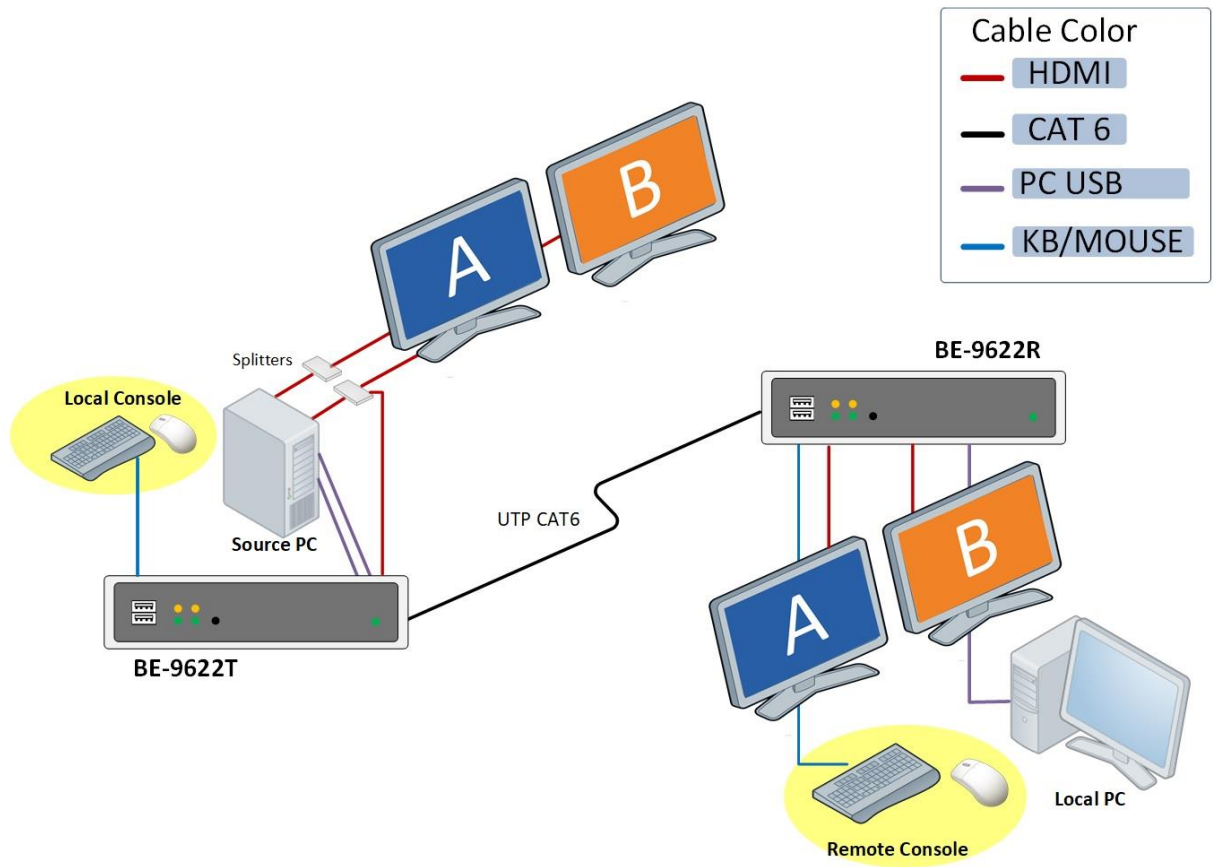 Cable Color
HDMI
CAT 6
PC USB
KB/MOUSE
A
B
Splitters
Local Console
Source PC
BE-9622T
UTP CAT6
BE-9622R
A
B
Local PC
Remote Console